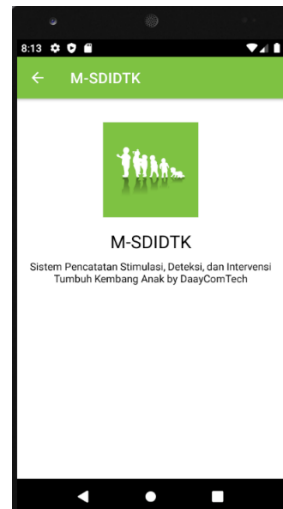 8:13
M-SDIDTK
M-SDIDTK
Sistem Pencatatan Stimulasi, Deteksi, dan Intervensi
Tumbuh Kembang Anak by DaayComTech